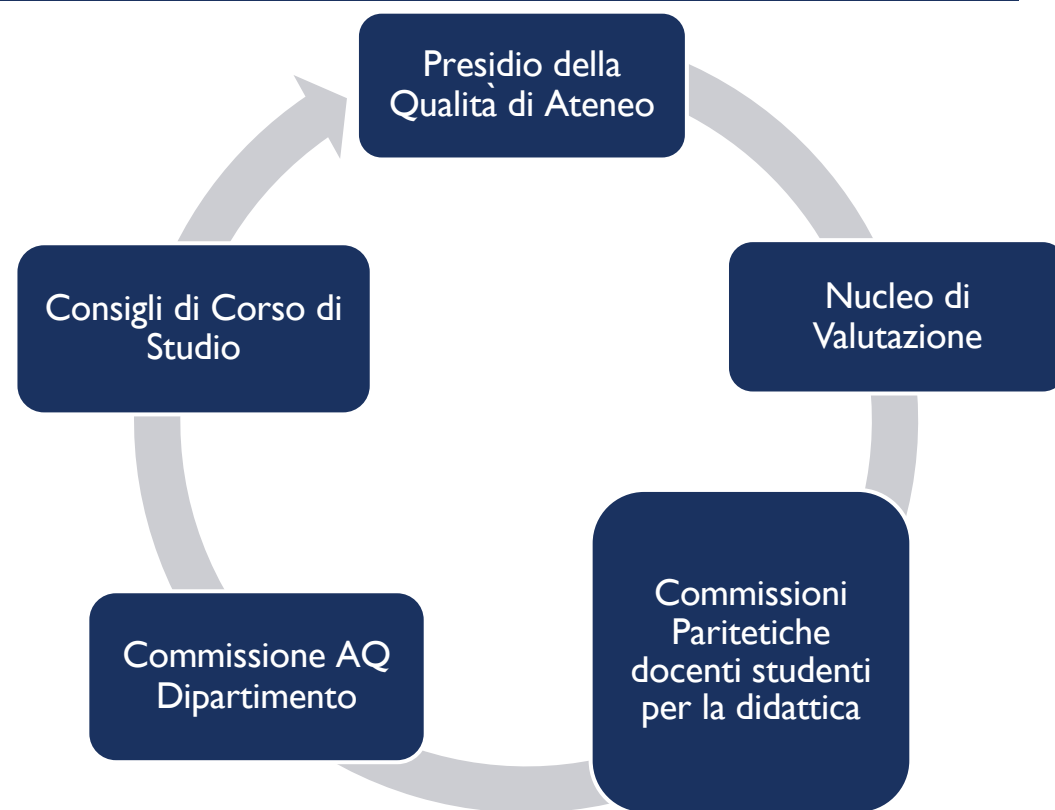 Presidio della
Qualità di Ateneo
Nucleo di
Valutazione
Commissioni
Paritetiche
docenti studenti
per la didattica
Commissione AQ
Dipartimento
Consigli di Corso di
Studio